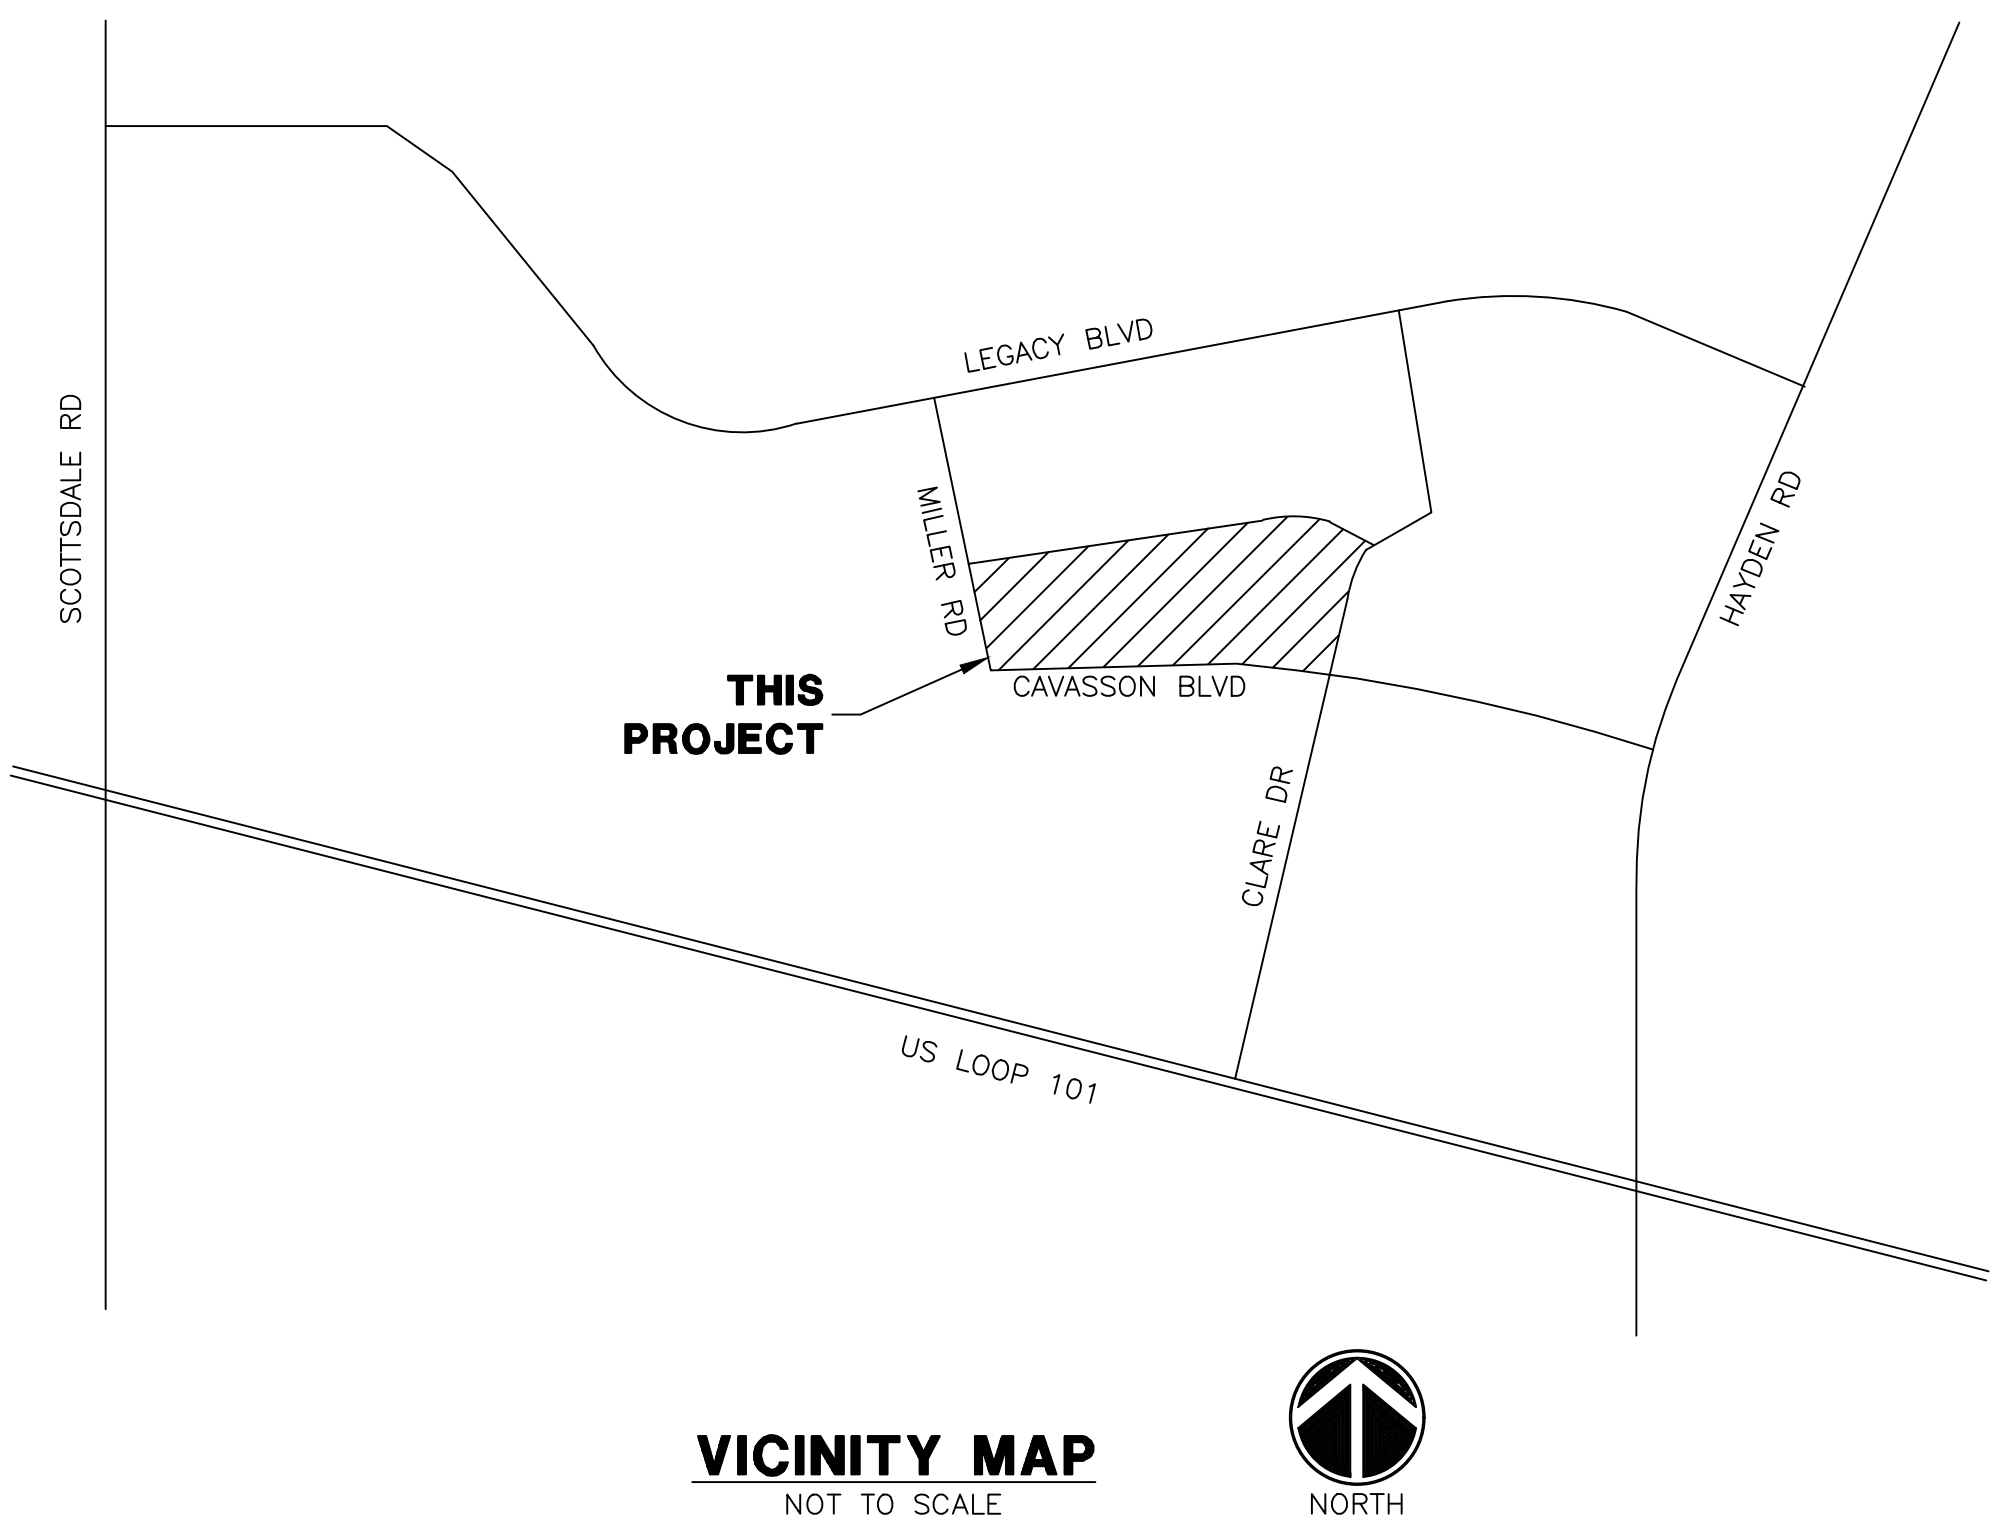 LEGACY BLVD
SCOTTSDALE RD
MILLER RD
HAYDEN RD
THIS
PROJECT
CAVASSON BLVD
CLARE DR
US LOOP 101
VICINITY MAP
NOT TO SCALE
NORTH